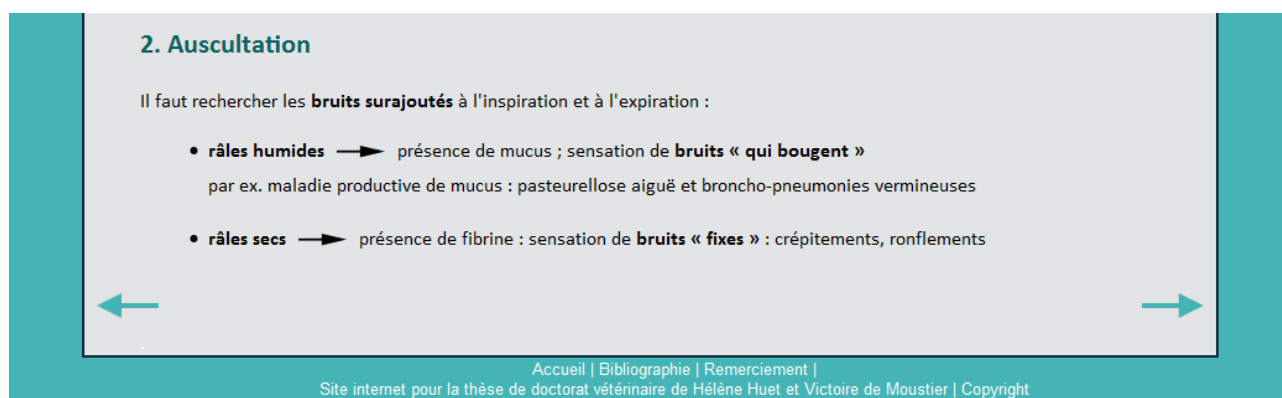 2. Auscultation
Il faut rechercher les bruits surajoutés à l'inspiration et à l'expiration :
• râles humides → présence de mucus ; sensation de bruits « qui bougent »
par ex. maladie productive de mucus : pasteurellose aiguë et broncho-pneumonies vermineuses
• râles secs → présence de fibrine : sensation de bruits « fixes » : crépitements, ronflements
Accueil | Bibliographie | Remerciement |
Site internet pour la thèse de doctorat vétérinaire de Hélène Huet et Victoire de Moustier | Copyright